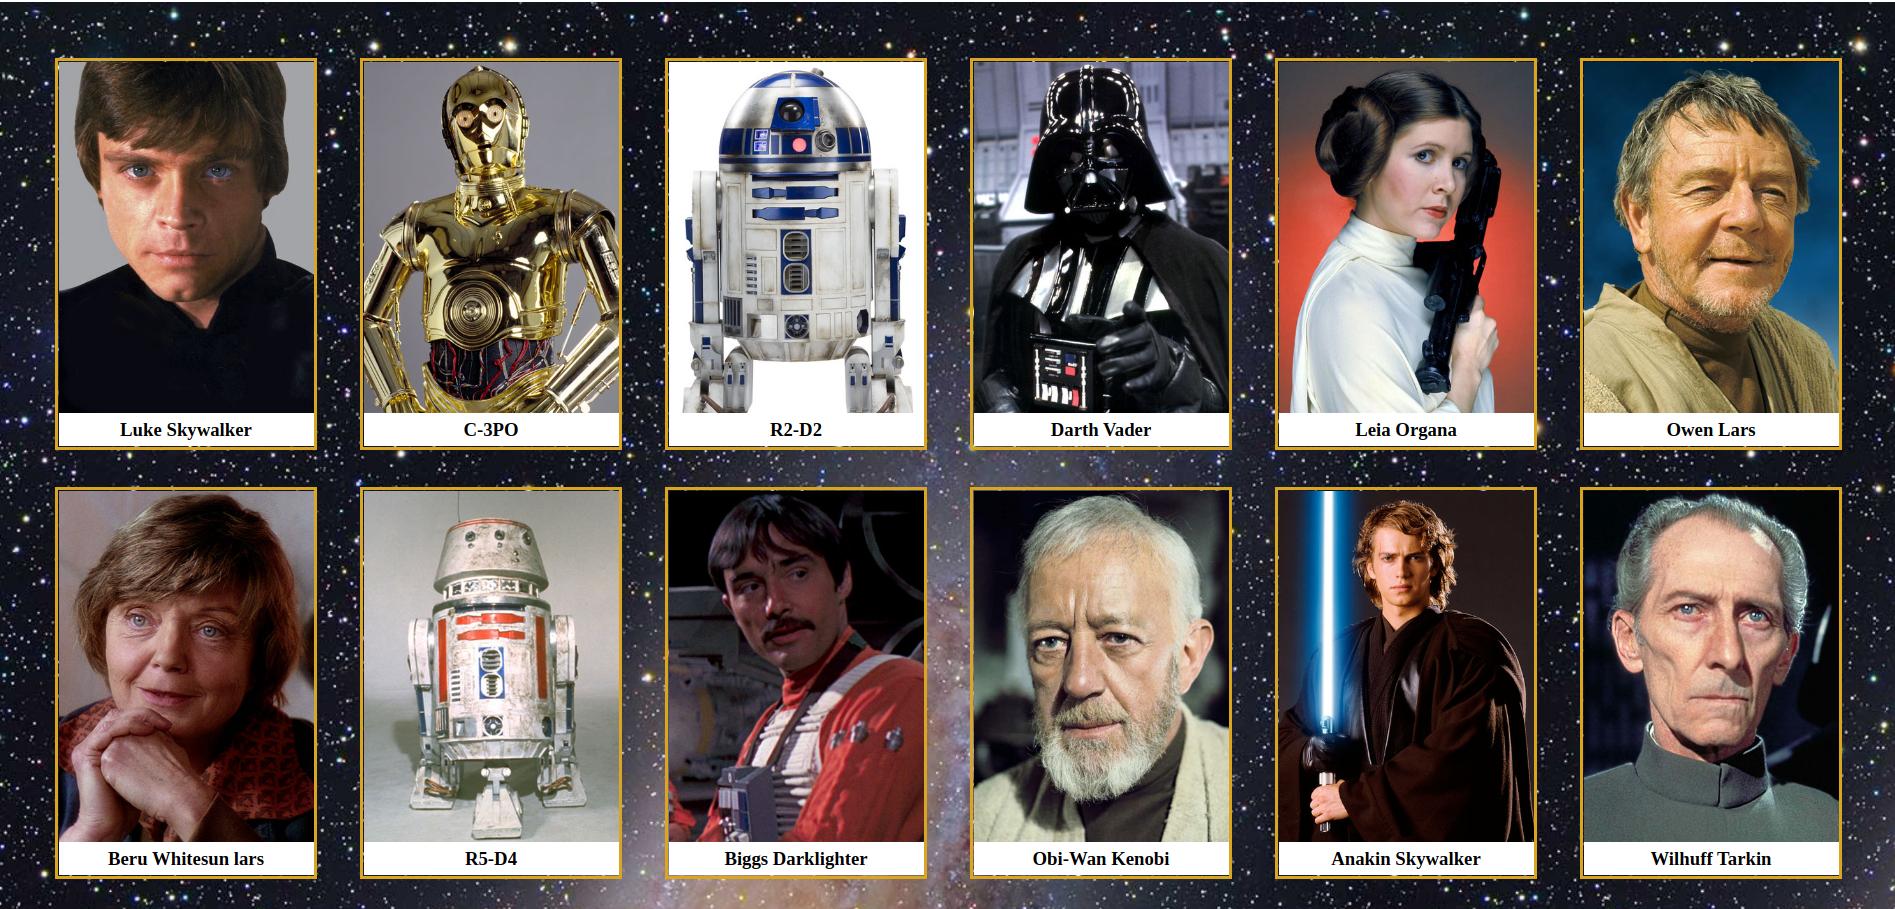 Luke Skywalker
C-3PO
R2-D2
Darth Vader
Leia Organa
Owen Lars
Beru Whitesun lars
R5-D4
Biggs Darklighter
Obi-Wan Kenobi
Anakin Skywalker
Wilhuff Tarkin